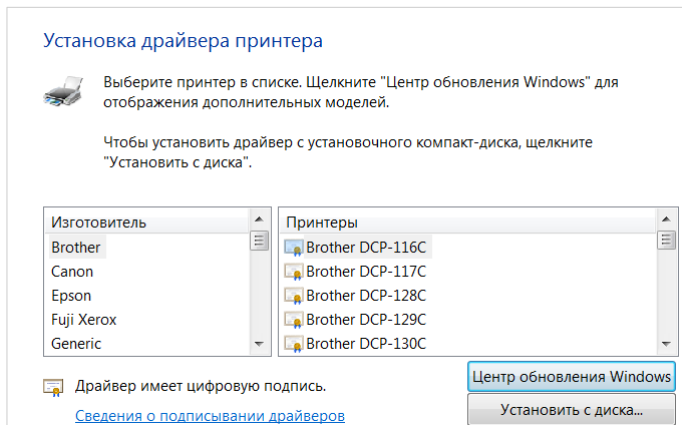 Установка драйвера принтера
Выберите принтер в списке. Щелкните "Центр обновления Windows" для
отображения дополнительных моделей.
Чтобы установить драйвер с установочного компакт-диска, щелкните
"Установить с диска".
Изготовитель
Brother
Canon
Epson
Fuji Xerox
Generic
Принтеры
Brother DCP-116C
Brother DCP-117C
Brother DCP-128C
Brother DCP-129C
Brother DCP-130C
Драйвер имеет цифровую подпись.
Сведения о подписывании драйверов
Центр обновления Windows
Установить с диска...